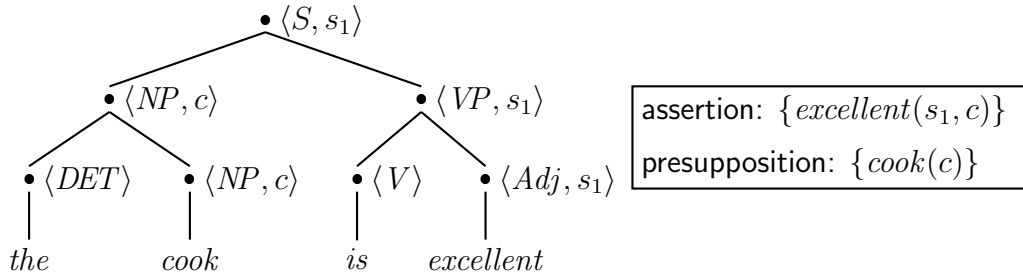 ⟨S, s₁⟩
⟨NP, c⟩ ⟨VP, s₁⟩
assertion: {excellent(s₁, c)}
presupposition: {cook(c)}
⟨DET⟩ ⟨NP, c⟩ ⟨V⟩ ⟨Adj, s₁⟩
the cook is excellent